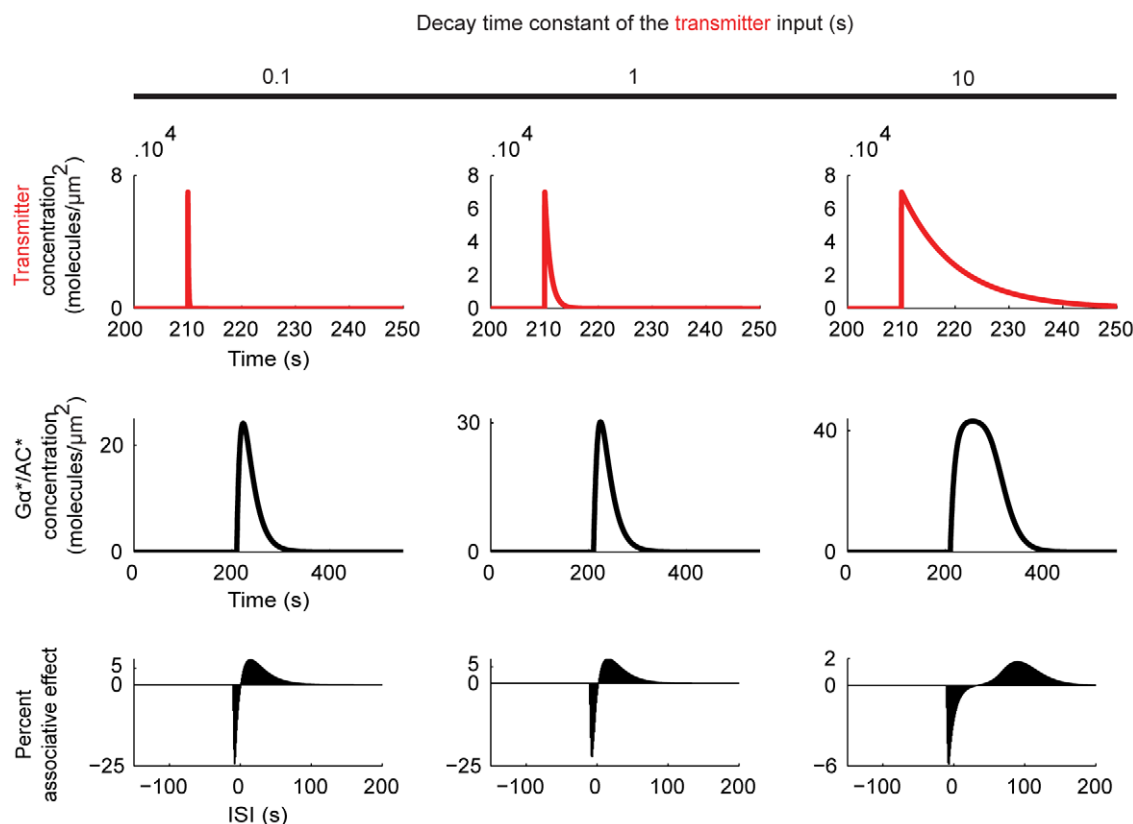 Decay time constant of the transmitter input (s)
0.1 1 10
.10^4 .10^4 .10^4
Transmitter
concentration
(molecules/µm²)
8 8 8
6 6
4 4
2 2
0 0 0
200 210 220 230 240 250 200 210 220 230 240 250 200 210 220 230 240 250
Time (s)
Gα*/AC*
concentration
(molecules/µm²)
20 30 40
0 0 0
0 200 400 0 200 400 0 200 400
Time (s)
Percent
associative effect
5 5 2
0 0 0
−25 −25 −6
−100 0 100 200 −100 0 100 200 −100 0 100 200
ISI (s)